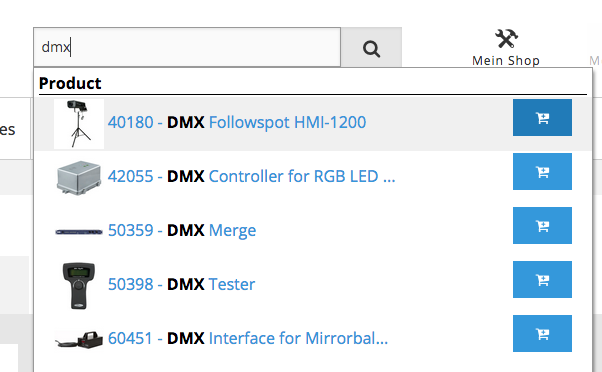 dmx
Mein Shop
M
Product
40180 - DMX Followspot HMI-1200
es
42055 - DMX Controller for RGB LED ...
50359 - DMX Merge
50398 - DMX Tester
60451 - DMX Interface for Mirrorbal...